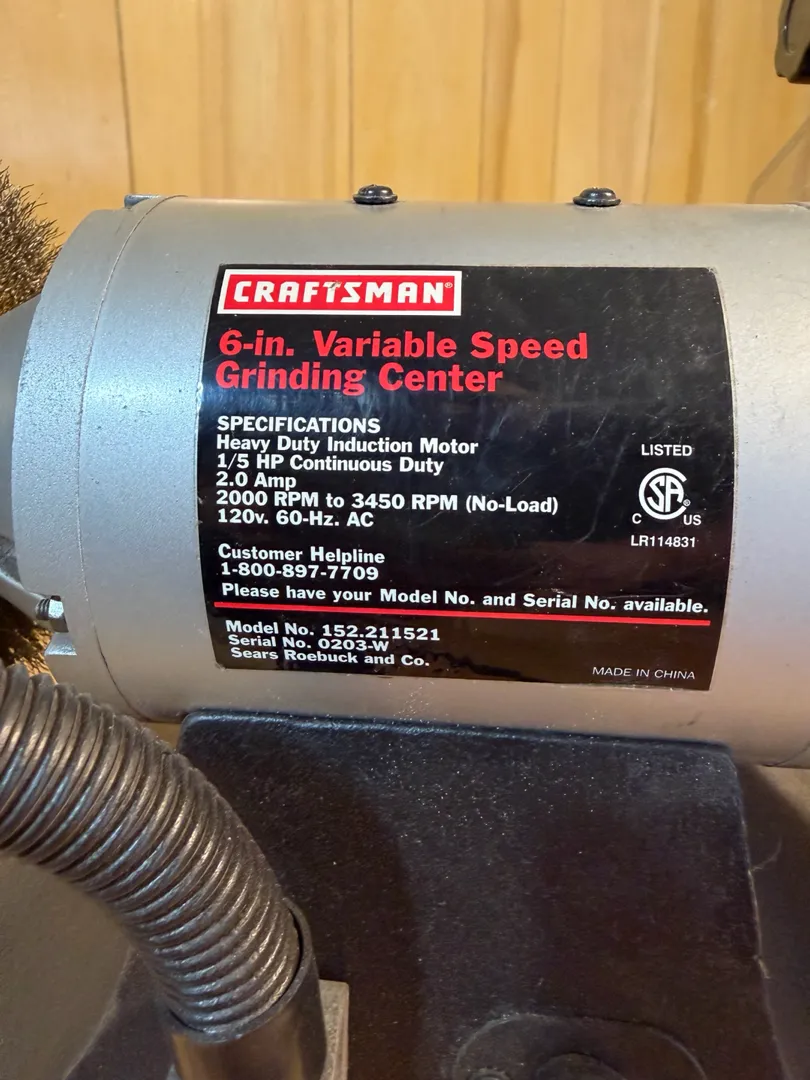 CRAFTSMAN®
6-in. Variable Speed
Grinding Center
SPECIFICATIONS
Heavy Duty Induction Motor
1/5 HP Continuous Duty
2.0 Amp
2000 RPM to 3450 RPM (No-Load)
120v. 60-Hz. AC
LISTED
SA®
C US
LR114831
Customer Helpline
1-800-897-7709
Please have your Model No. and Serial No. available.
Model No. 152.211521
Serial No. 0203-W
Sears Roebuck and Co.
MADE IN CHINA